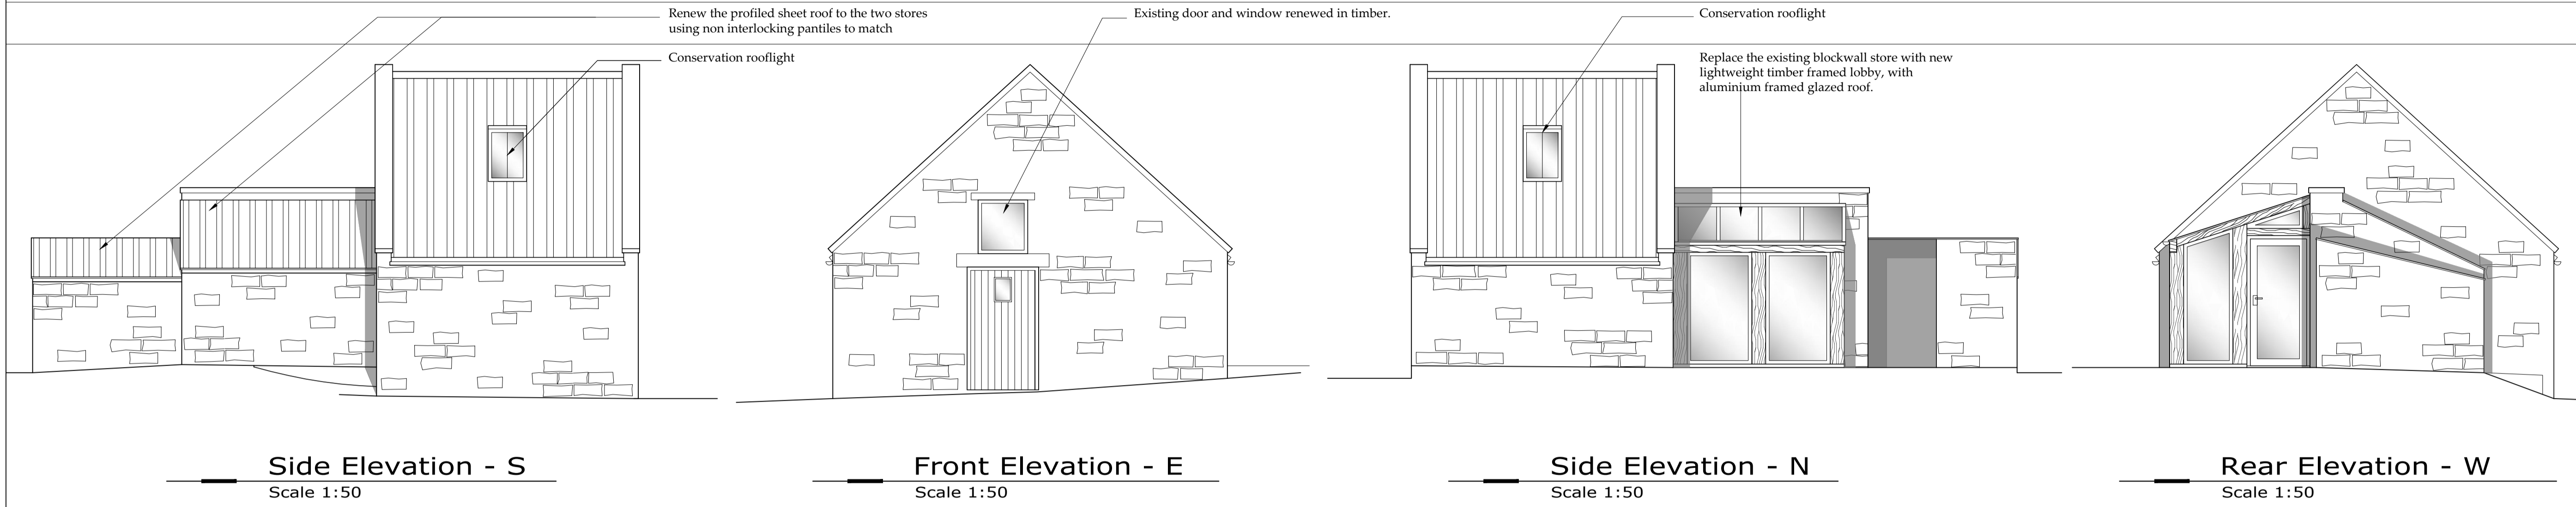 Renew the profiled sheet roof to the two stores
using non interlocking pantiles to match
Conservation rooflight
Existing door and window renewed in timber.
Conservation rooflight
Replace the existing blockwall store with new
lightweight timber framed lobby, with
aluminium framed glazed roof.
Side Elevation - S
Scale 1:50
Front Elevation - E
Scale 1:50
Side Elevation - N
Scale 1:50
Rear Elevation - W
Scale 1:50